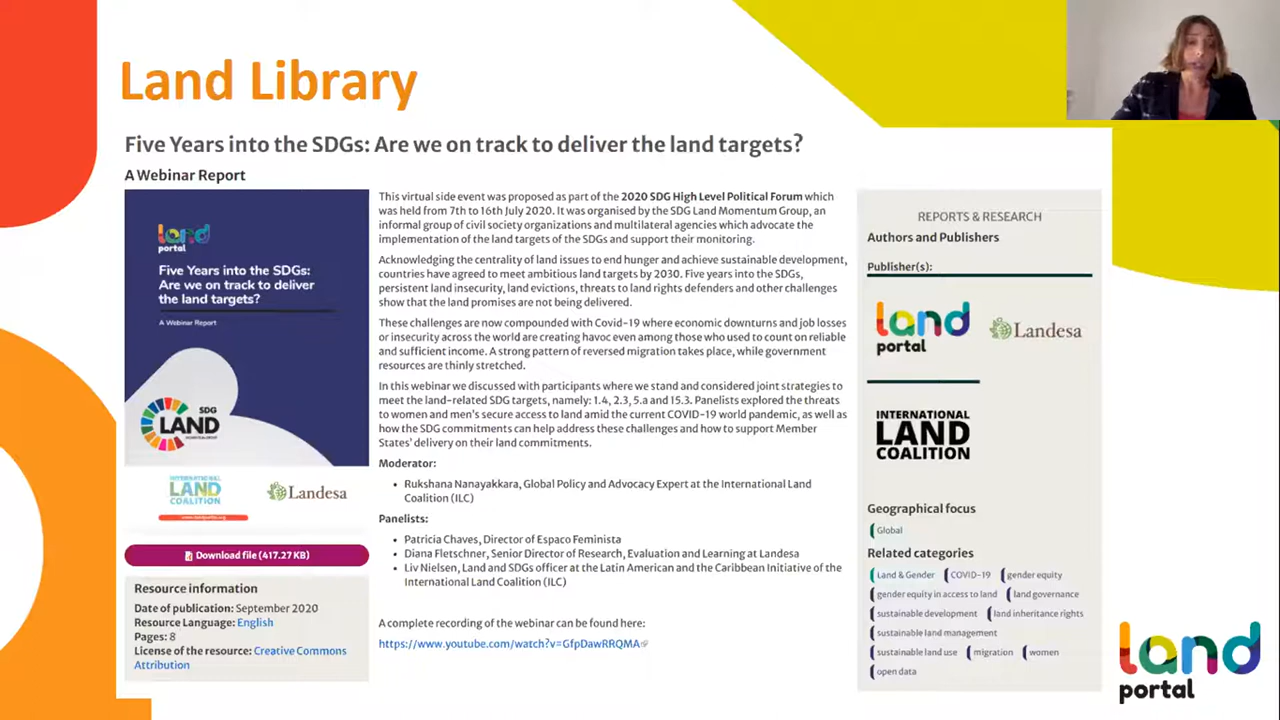 Land Library
Five Years into the SDGs: Are we on track to deliver the land targets?
A Webinar Report
land
portal
Five Years into the SDGs:
Are we on track to deliver
the land targets?
A Webinar Report
SDG
LAND
INTERNATIONAL
LAND
COALITION
Landesa
Download file (417.27 KB)
Resource information
Date of publication: September 2020
Resource Language: English
Pages: 8
License of the resource: Creative Commons
Attribution
This virtual side event was proposed as part of the 2020 SDG High Level Political Forum which
was held from 7th to 16th July 2020. It was organised by the SDG Land Momentum Group, an
informal group of civil society organizations and multilateral agencies which advocate the
implementation of the land targets of the SDGs and support their monitoring.
Acknowledging the centrality of land issues to end hunger and achieve sustainable development,
countries have agreed to meet ambitious land targets by 2030. Five years into the SDGs,
persistent land insecurity, land evictions, threats to land rights defenders and other challenges
show that the land promises are not being delivered.
These challenges are now compounded with Covid-19 where economic downturns and job losses
or insecurity across the world are creating havoc even among those who used to count on reliable
and sufficient income. A strong pattern of reversed migration takes place, while government
resources are thinly stretched.
In this webinar we discussed with participants where we stand and considered joint strategies to
meet the land-related SDG targets, namely: 1.4, 2.3, 5.a and 15.3. Panelists explored the threats
to women and men's secure access to land amid the current COVID-19 world pandemic, as well as
how the SDG commitments can help address these challenges and how to support Member
States' delivery on their land commitments.
Moderator:
• Rukshana Nanayakkara, Global Policy and Advocacy Expert at the International Land
Coalition (ILC)
Panelists:
• Patricia Chaves, Director of Espaco Feminista
• Diana Fletschner, Senior Director of Research, Evaluation and Learning at Landesa
• Liv Nielsen, Land and SDGs officer at the Latin American and the Caribbean Initiative of the
International Land Coalition (ILC)
A complete recording of the webinar can be found here:
https://www.youtube.com/watch?v=GfpDawRRQMA
REPORTS & RESEARCH
Authors and Publishers
Publisher(s):
land
portal
Landesa
INTERNATIONAL
LAND
COALITION
Geographical focus
Global
Related categories
Land & Gender COVID-19 gender equity
gender equity in access to land land governance
sustainable development land inheritance rights
sustainable land management
sustainable land use migration women
open data
land
portal